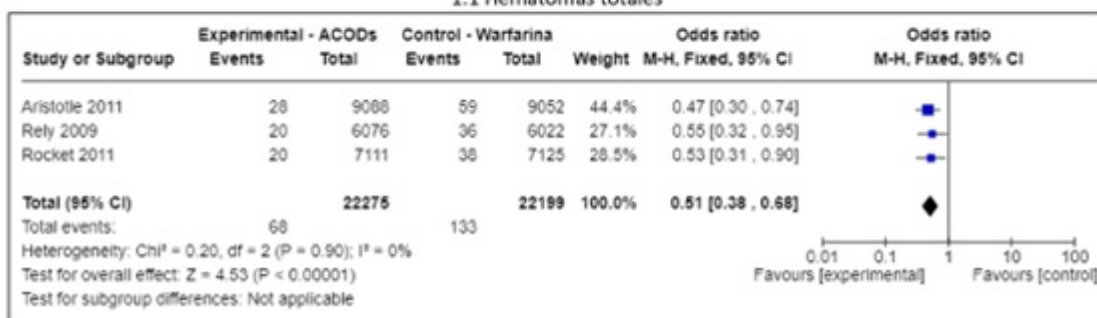 1.1 Hematomas totales
Experimental - ACODs Control - Warfarina Odds ratio Odds ratio
Study or Subgroup Events Total Events Total Weight M-H, Fixed, 95% CI M-H, Fixed, 95% CI
Aristotle 2011 28 9088 59 9052 44.4% 0.47 [0.30 , 0.74]
Rely 2009 20 6076 36 6022 27.1% 0.55 [0.32 , 0.95]
Rocket 2011 20 7111 38 7125 28.5% 0.53 [0.31 , 0.90]
Total (95% CI) 22275 22199 100.0% 0.51 [0.38 , 0.68]
Total events: 68 133
Heterogeneity: Chi² = 0.20, df = 2 (P = 0.90); I² = 0%
Test for overall effect: Z = 4.53 (P < 0.00001)
Test for subgroup differences: Not applicable
0.01 0.1 1 10 100
Favours [experimental] Favours [control]